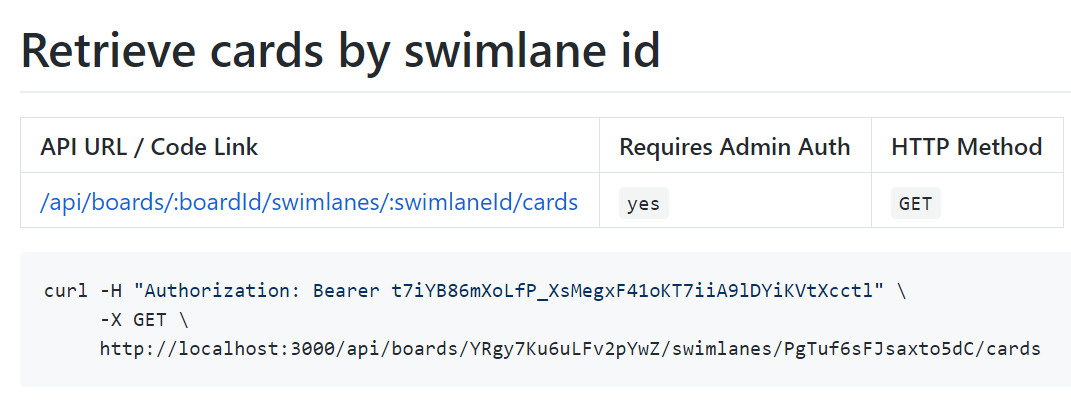 Retrieve cards by swimlane id
API URL / Code Link Requires Admin Auth HTTP Method
/api/boards/:boardId/swimlanes/:swimlaneId/cards yes GET
curl -H "Authorization: Bearer t7iYB86mXoLfP_XsMegxF41oKT7iiA9lDYiKVtXcctl" \
-X GET \
http://localhost:3000/api/boards/YRgy7Ku6uLFv2pYwZ/swimlanes/PgTuf6sFJsaxto5dC/cards